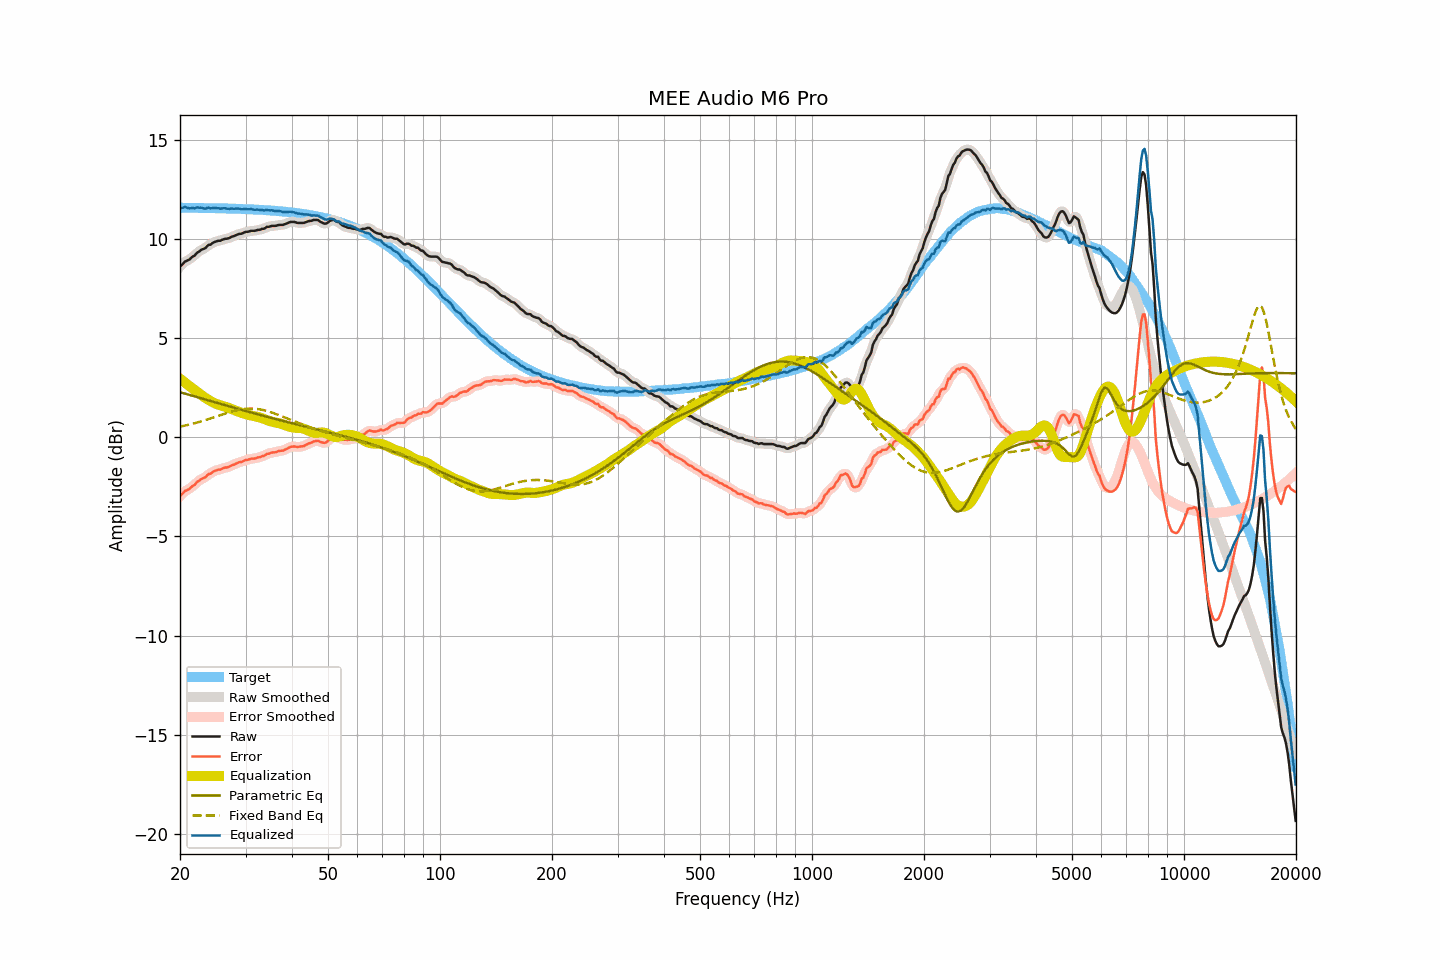 MEE Audio M6 Pro
15
10
5
0
−5
−10
−15
−20
Amplitude (dBr)
Target
Raw Smoothed
Error Smoothed
Raw
Error
Equalization
Parametric Eq
Fixed Band Eq
Equalized
20 50 100 200 500 1000 2000 5000 10000 20000
Frequency (Hz)